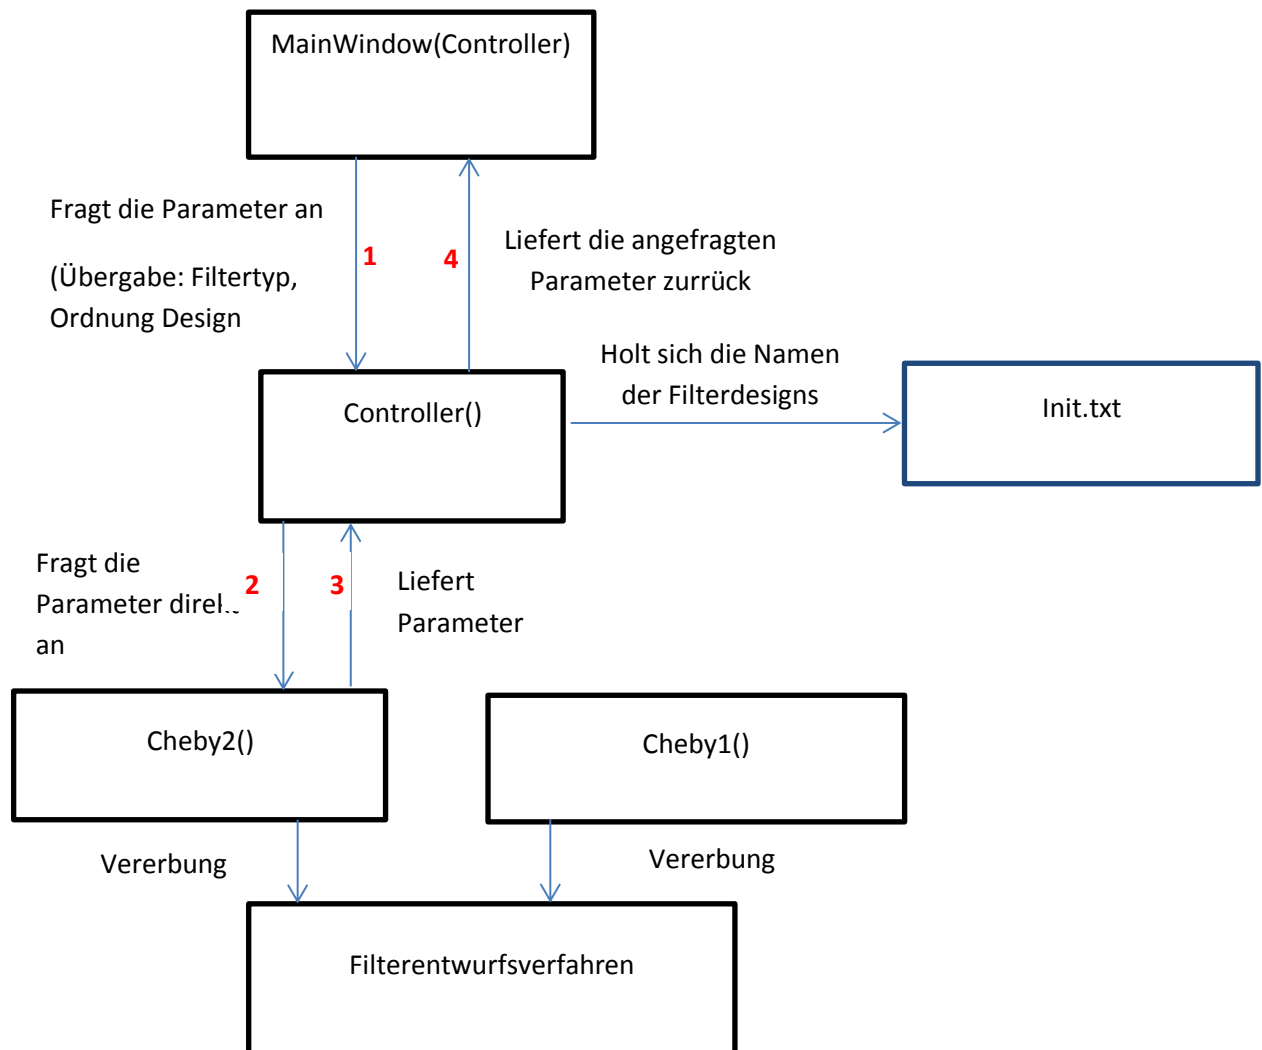 MainWindow(Controller)
Fragt die Parameter an
(Übergabe: Filtertyp,
Ordnung Design
1
4
Liefert die angefragten
Parameter zurrück
Holt sich die Namen
der Filterdesigns
Controller()
Init.txt
Fragt die
Parameter
an
2
3
Liefert
Parameter
Cheby2()
Cheby1()
Vererbung
Vererbung
Filterentwurfsverfahren